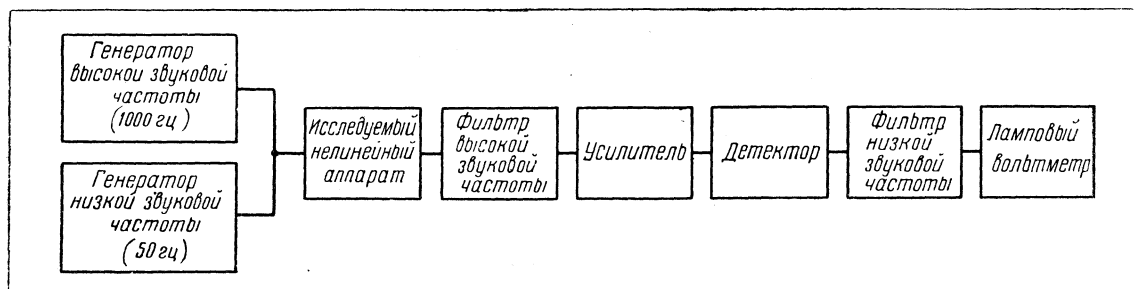 Генератор
высокои звуковой
частоты
(1000 гц)
Генератор
низкой звуковой
частоты
(50 гц)
Исследуемый
нелинейный
аппарат
Фильтр
высокой
звуковой
частоты
Усилитель
Детектор
Фильтр
низкой
звуковой
частоты
Ламповый
вольтметр